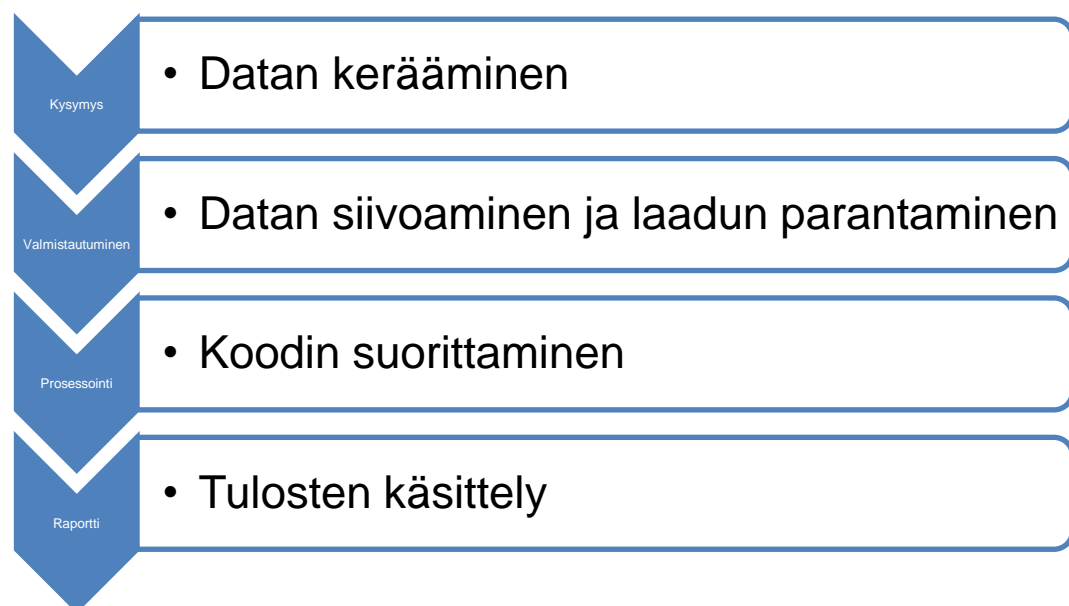 Kysymys
• Datan kerääminen
Valmistautuminen
• Datan siivoaminen ja laadun parantaminen
Prosessointi
• Koodin suorittaminen
Raportti
• Tulosten käsittely